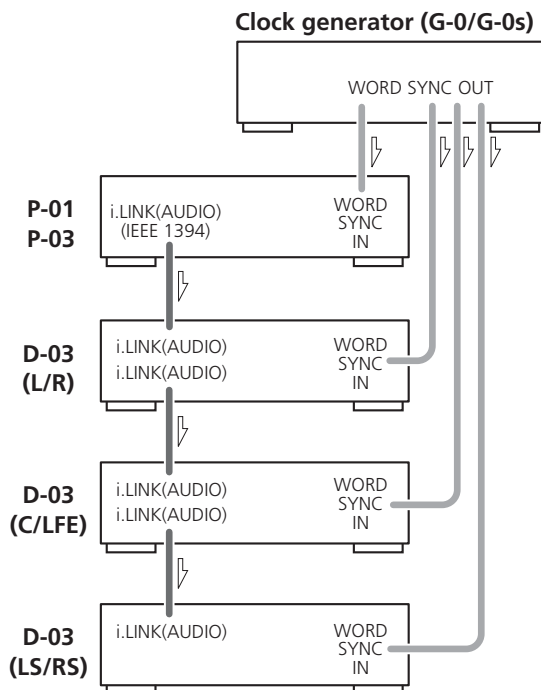 Clock generator (G-0/G-0s)
WORD SYNC OUT
P-01
P-03
i.LINK(AUDIO)
(IEEE 1394)
WORD
SYNC
IN
D-03
(L/R)
i.LINK(AUDIO)
i.LINK(AUDIO)
WORD
SYNC
IN
D-03
(C/LFE)
i.LINK(AUDIO)
i.LINK(AUDIO)
WORD
SYNC
IN
D-03
(LS/RS)
i.LINK(AUDIO)
WORD
SYNC
IN